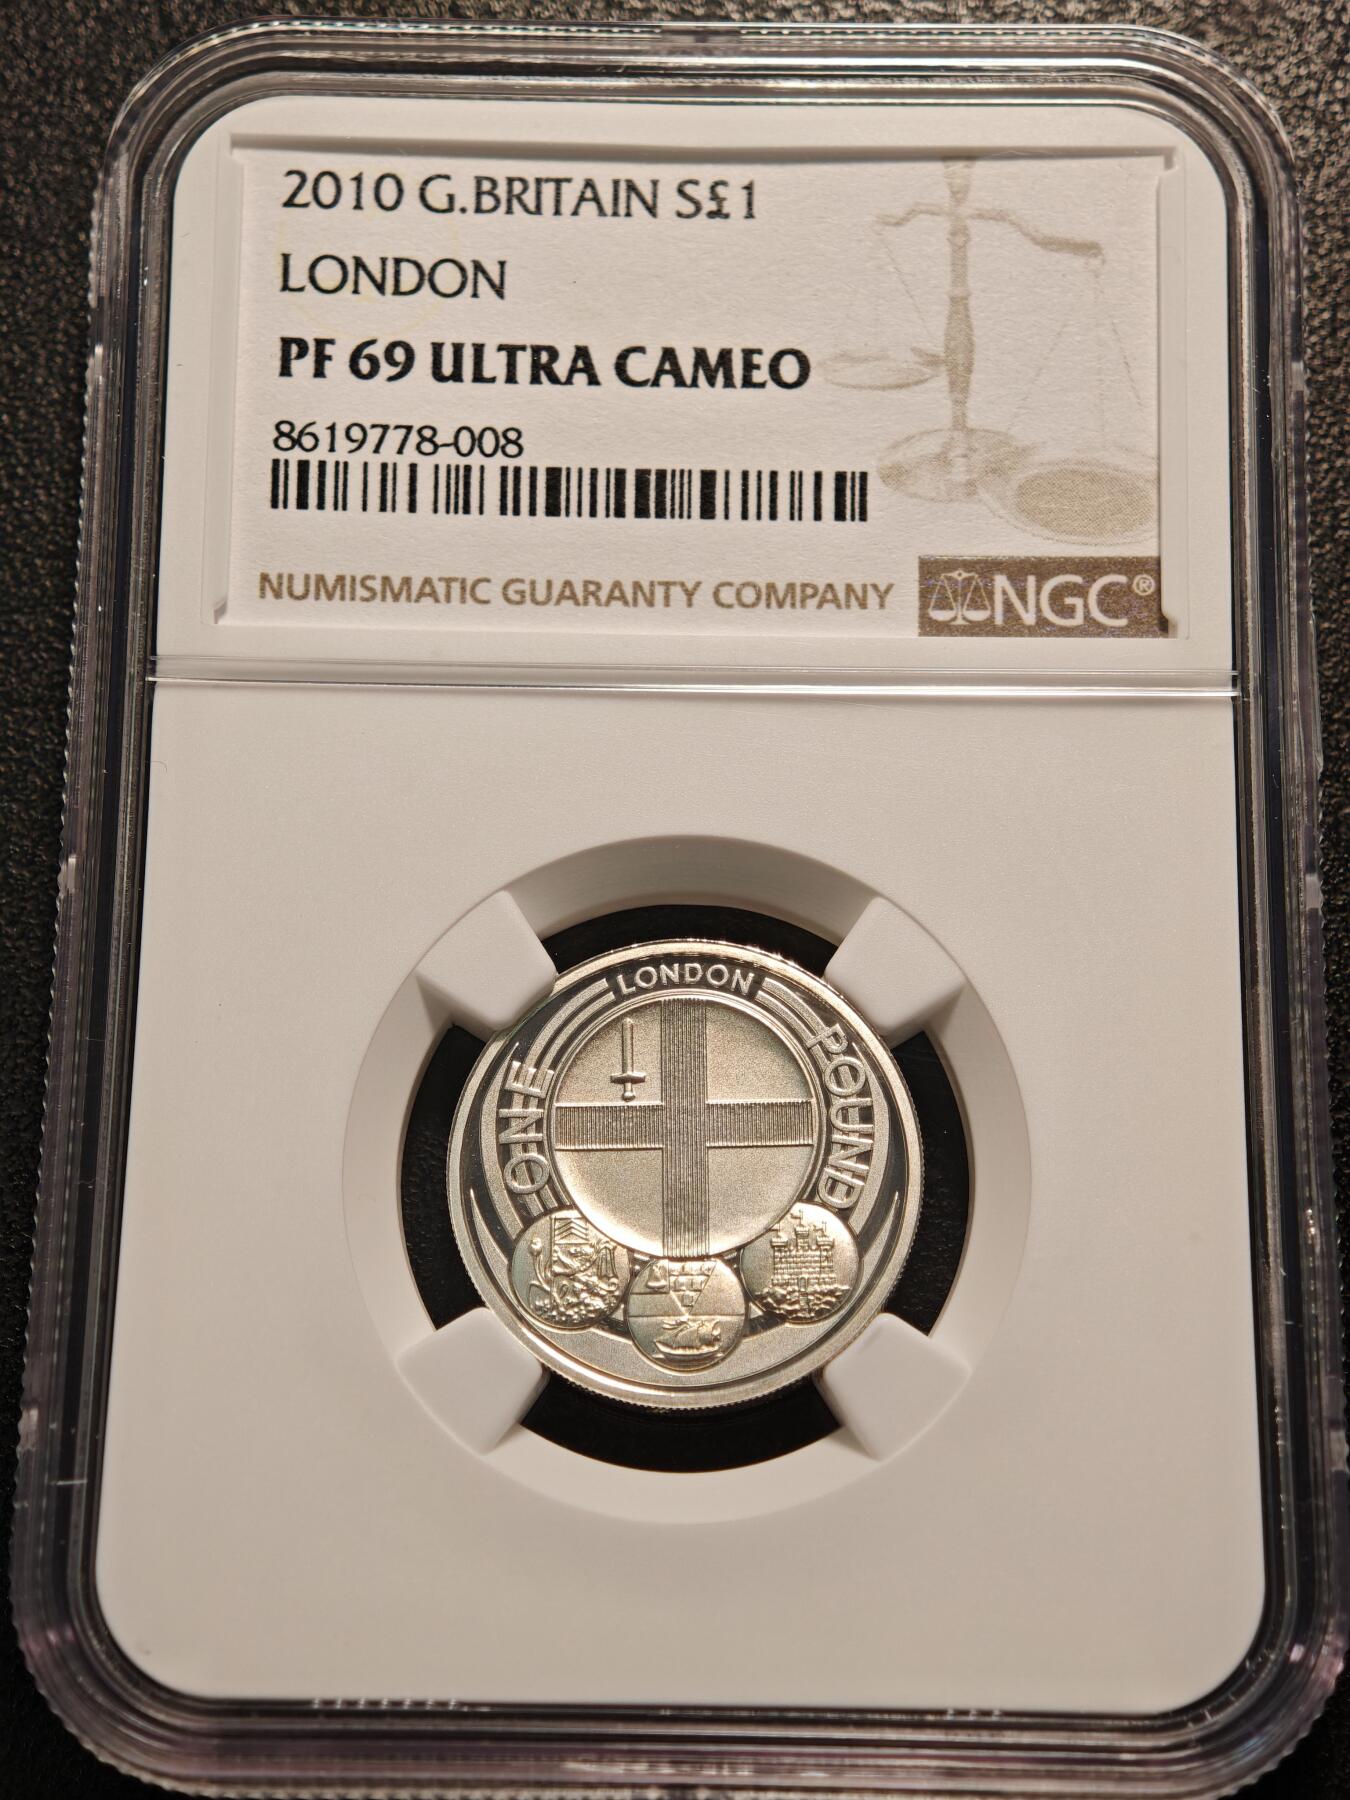 2010 G.BRITAIN S£1
LONDON
PF 69 ULTRA CAMEO
8619778-008
NUMISMATIC GUARANTY COMPANY
NGC®
LONDON
ONE
POUND